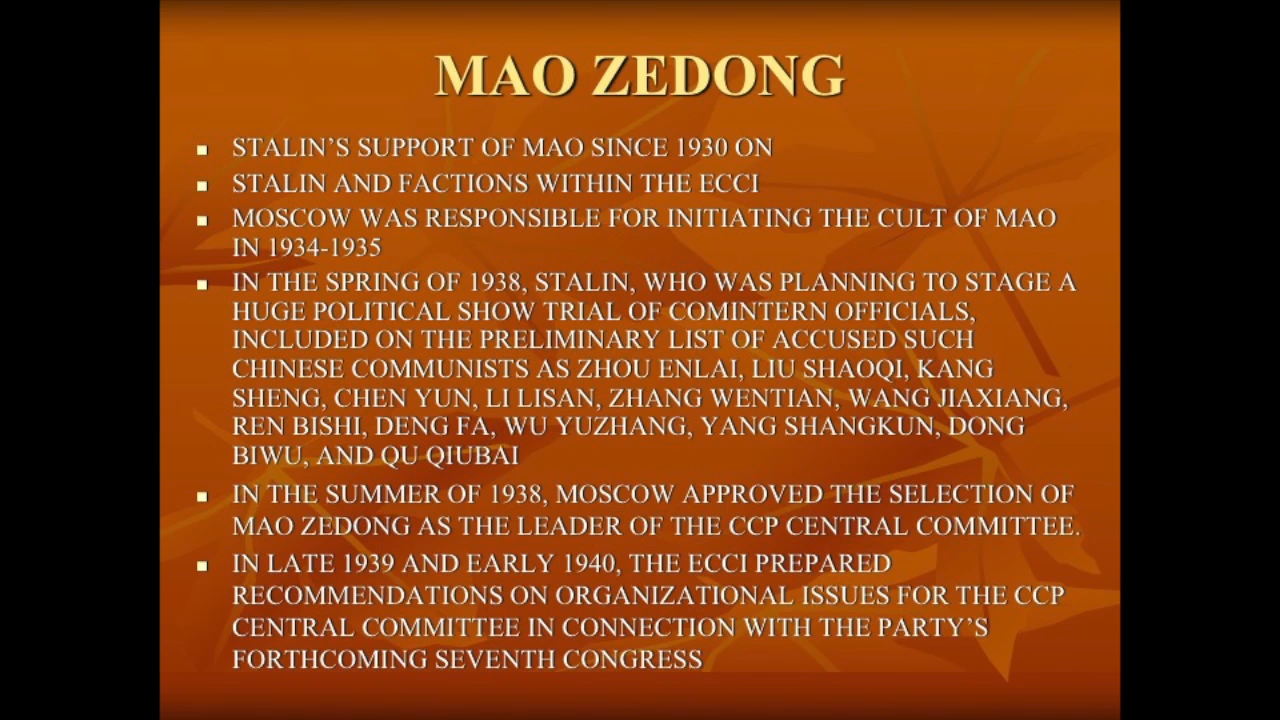 MAO ZEDONG
▪ STALIN’S SUPPORT OF MAO SINCE 1930 ON
▪ STALIN AND FACTIONS WITHIN THE ECCI
▪ MOSCOW WAS RESPONSIBLE FOR INITIATING THE CULT OF MAO
IN 1934-1935
▪ IN THE SPRING OF 1938, STALIN, WHO WAS PLANNING TO STAGE A
HUGE POLITICAL SHOW TRIAL OF COMINTERN OFFICIALS,
INCLUDED ON THE PRELIMINARY LIST OF ACCUSED SUCH
CHINESE COMMUNISTS AS ZHOU ENLAI, LIU SHAOQI, KANG
SHENG, CHEN YUN, LI LISAN, ZHANG WENTIAN, WANG JIAXIANG,
REN BISHI, DENG FA, WU YUZHANG, YANG SHANGKUN, DONG
BIWU, AND QU QIUBAI
▪ IN THE SUMMER OF 1938, MOSCOW APPROVED THE SELECTION OF
MAO ZEDONG AS THE LEADER OF THE CCP CENTRAL COMMITTEE.
▪ IN LATE 1939 AND EARLY 1940, THE ECCI PREPARED
RECOMMENDATIONS ON ORGANIZATIONAL ISSUES FOR THE CCP
CENTRAL COMMITTEE IN CONNECTION WITH THE PARTY’S
FORTHCOMING SEVENTH CONGRESS